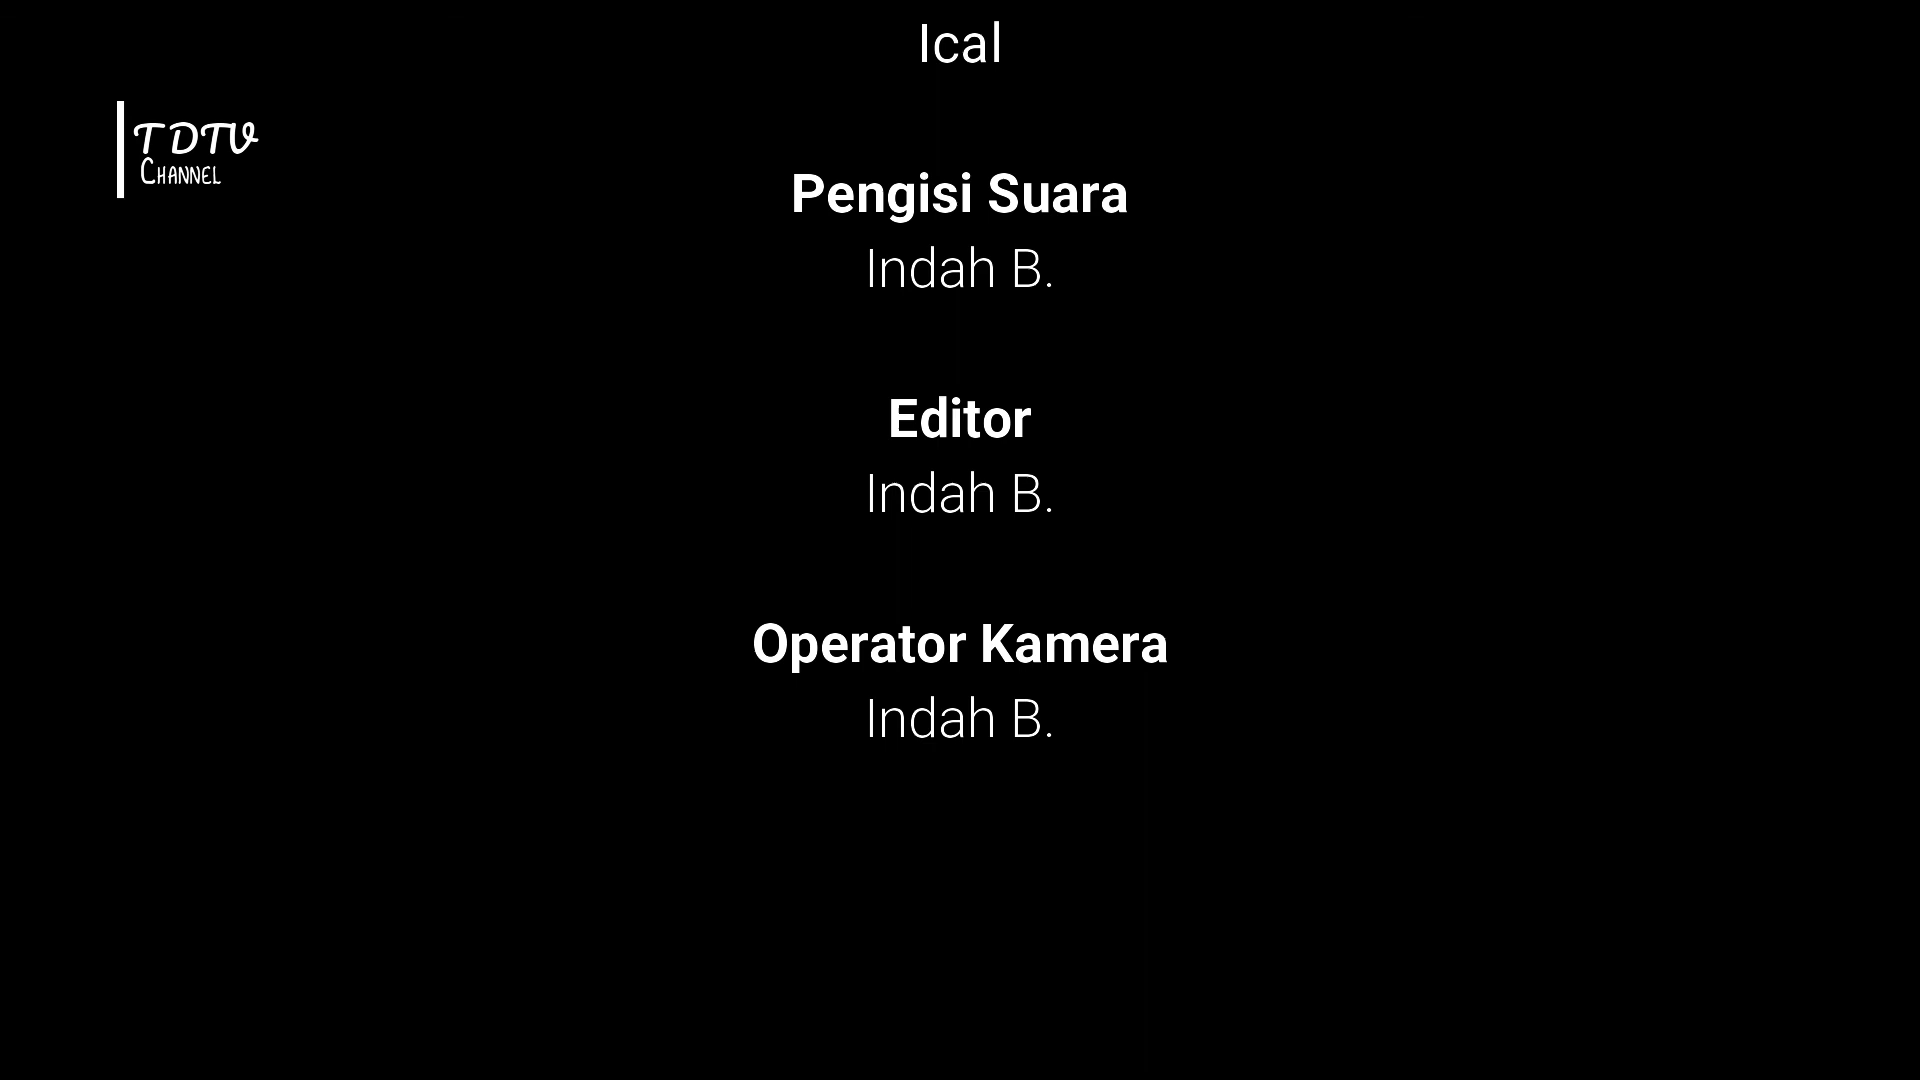 Ical
TDTV
Channel
Pengisi Suara
Indah B.
Editor
Indah B.
Operator Kamera
Indah B.